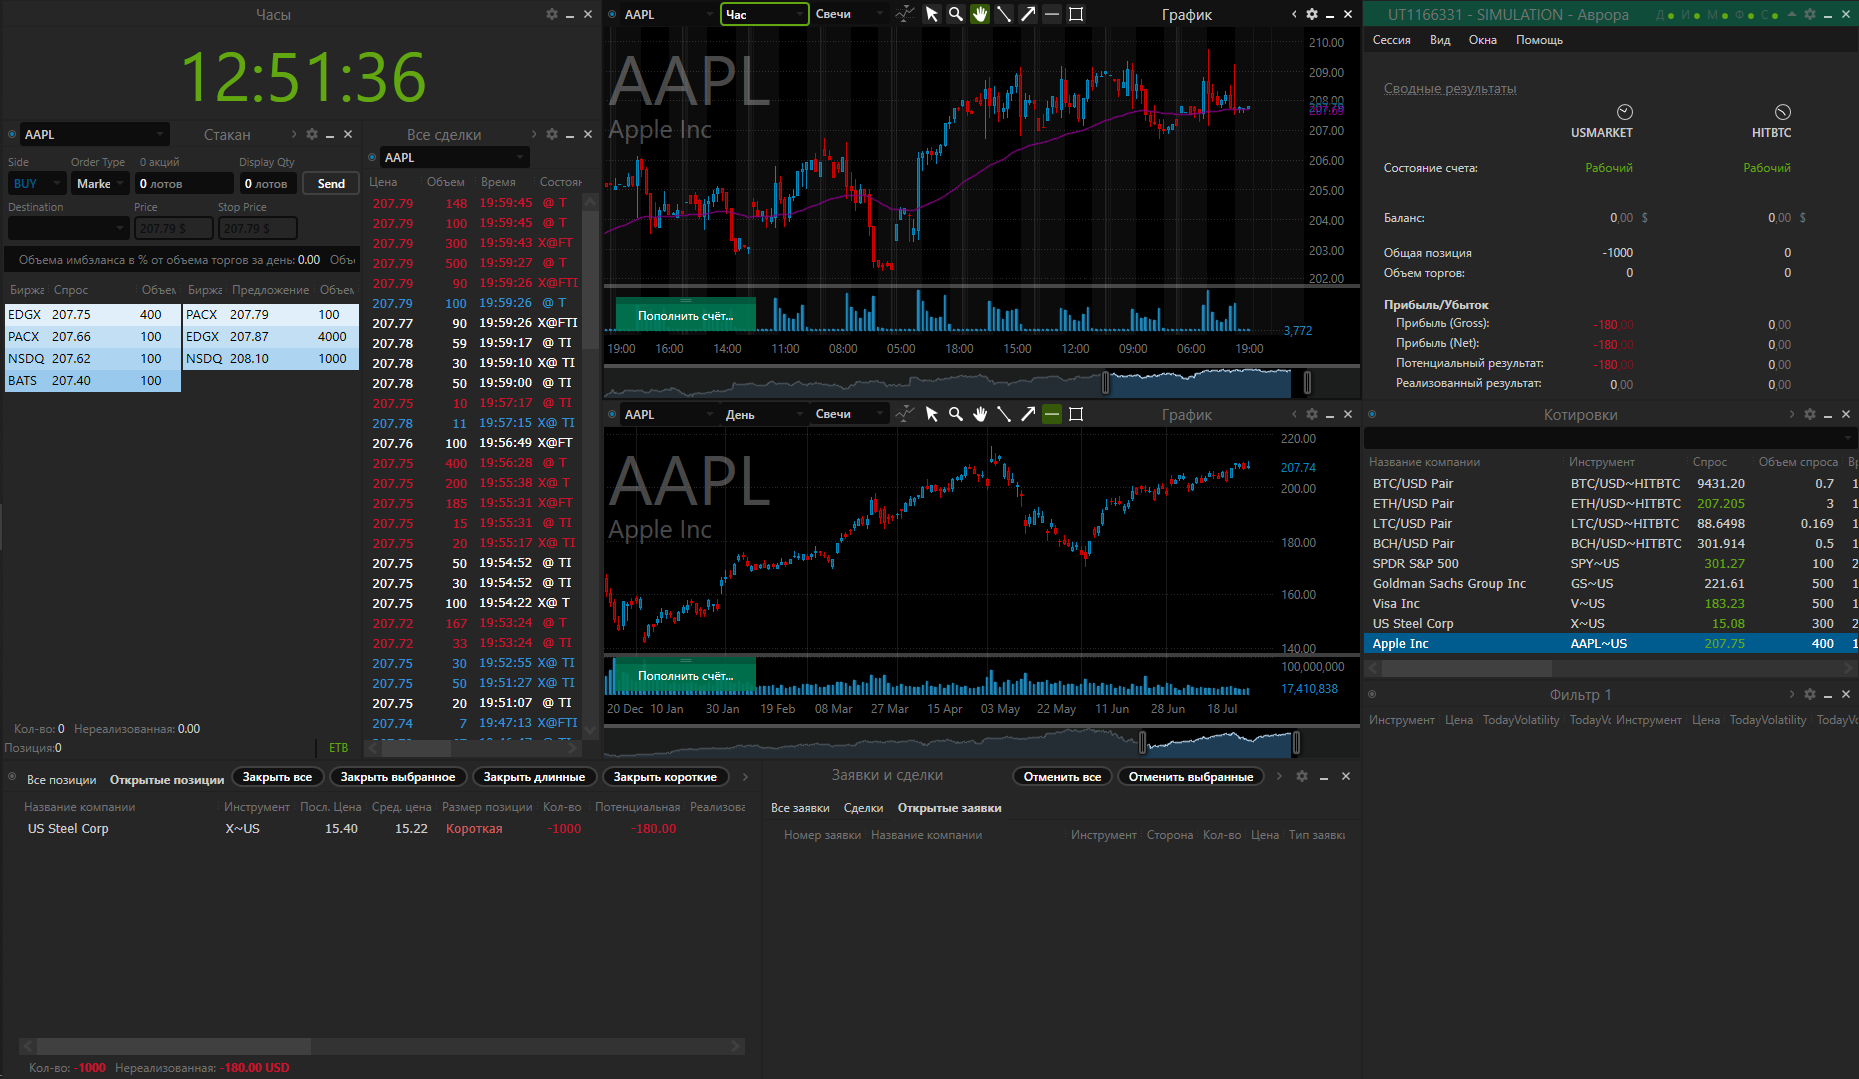 Часы
12:51:36
AAPL
Стакан
Side
Order Type
0 акций
Display Qty
BUY
Marke
0 лотов
0 лотов
Send
Destination
Price
Stop Price
207.79 $
207.79 $
Объема имбэланса в % от объема торгов за день: 0.00
Биржа Спрос Объем Биржа Предложение Объем
EDGX 207.75 400 PACX 207.79 100
PACX 207.66 100 EDGX 207.87 4000
NSDQ 207.62 100 NSDQ 208.10 1000
BATS 207.40 100
Кол-во: 0 Нереализованная: 0.00
Позиция:0
ETB
Все сделки
AAPL
Цена Объем Время Состоян
207.79 148 19:59:45 @ T
207.79 100 19:59:45 @ T
207.79 300 19:59:43 X@FT
207.79 500 19:59:27 @ T
207.79 90 19:59:26 X@FTI
207.79 100 19:59:26 @ T
207.77 90 19:59:26 X@FTI
207.78 59 19:59:17 @ TI
207.78 30 19:59:10 X@ TI
207.78 50 19:59:00 @ TI
207.75 10 19:57:17 @ TI
207.78 11 19:57:15 X@ TI
207.76 100 19:56:49 X@FT
207.75 400 19:56:28 @ T
207.75 200 19:55:38 X@ T
207.75 185 19:55:31 X@FT
207.75 15 19:55:31 @ TI
207.75 20 19:55:17 X@ TI
207.75 50 19:54:52 @ TI
207.75 30 19:54:52 @ TI
207.75 100 19:54:22 X@ T
207.72 167 19:53:24 @ T
207.72 33 19:53:24 @ TI
207.75 30 19:52:55 X@ TI
207.75 50 19:51:27 X@ TI
207.75 20 19:51:07 @ TI
207.74 7 19:47:13 X@FTI
AAPL Час Свечи График
AAPL
Apple Inc
210.00
209.00
208.00
207.79
207.00
206.00
205.00
204.00
203.00
202.00
Пополнить счёт...
3,772
19:00 16:00 14:00 11:00 08:00 05:00 18:00 15:00 12:00 09:00 06:00 19:00
AAPL День Свечи График
AAPL
Apple Inc
220.00
207.74
200.00
180.00
160.00
140.00
Пополнить счёт...
100,000,000
17,410,838
20 Dec 10 Jan 30 Jan 19 Feb 08 Mar 27 Mar 15 Apr 03 May 22 May 11 Jun 28 Jun 18 Jul
UT1166331 - SIMULATION - Аврора Д И М Ф С
Сессия Вид Окна Помощь
Сводные результаты
USMARKET HITBTC
Состояние счета: Рабочий Рабочий
Баланс: 0,00 $ 0,00 $
Общая позиция -1000 0
Объем торгов: 0 0
Прибыль/Убыток
Прибыль (Gross): -180,00 0,00
Прибыль (Net): -180,00 0,00
Потенциальный результат: -180,00 0,00
Реализованный результат: 0,00 0,00
Котировки
Название компании Инструмент Спрос Объем спроса
BTC/USD Pair BTC/USD~HITBTC 9431.20 0.7 1
ETH/USD Pair ETH/USD~HITBTC 207.205 3 1
LTC/USD Pair LTC/USD~HITBTC 88.6498 0.169 1
BCH/USD Pair BCH/USD~HITBTC 301.914 0.5 1
SPDR S&P 500 SPY~US 301.27 100 2
Goldman Sachs Group Inc GS~US 221.61 500 1
Visa Inc V~US 183.23 500 1
US Steel Corp X~US 15.08 300 2
Apple Inc AAPL~US 207.75 400 1
Фильтр 1
Инструмент Цена TodayVolatility TodayVc Инструмент Цена TodayVolatility TodayVc
Все позиции Открытые позиции Закрыть все Закрыть выбранное Закрыть длинные Закрыть короткие
Название компании Инструмент Посл. Цена Сред. цена Размер позиции Кол-во Потенциальная Реализова
US Steel Corp X~US 15.40 15.22 Короткая -1000 -180.00
Кол-во: -1000 Нереализованная: -180.00 USD
Заявки и сделки Отменить все Отменить выбранные
Все заявки Сделки Открытые заявки
Номер заявки Название компании Инструмент Сторона Кол-во Цена Тип заявки